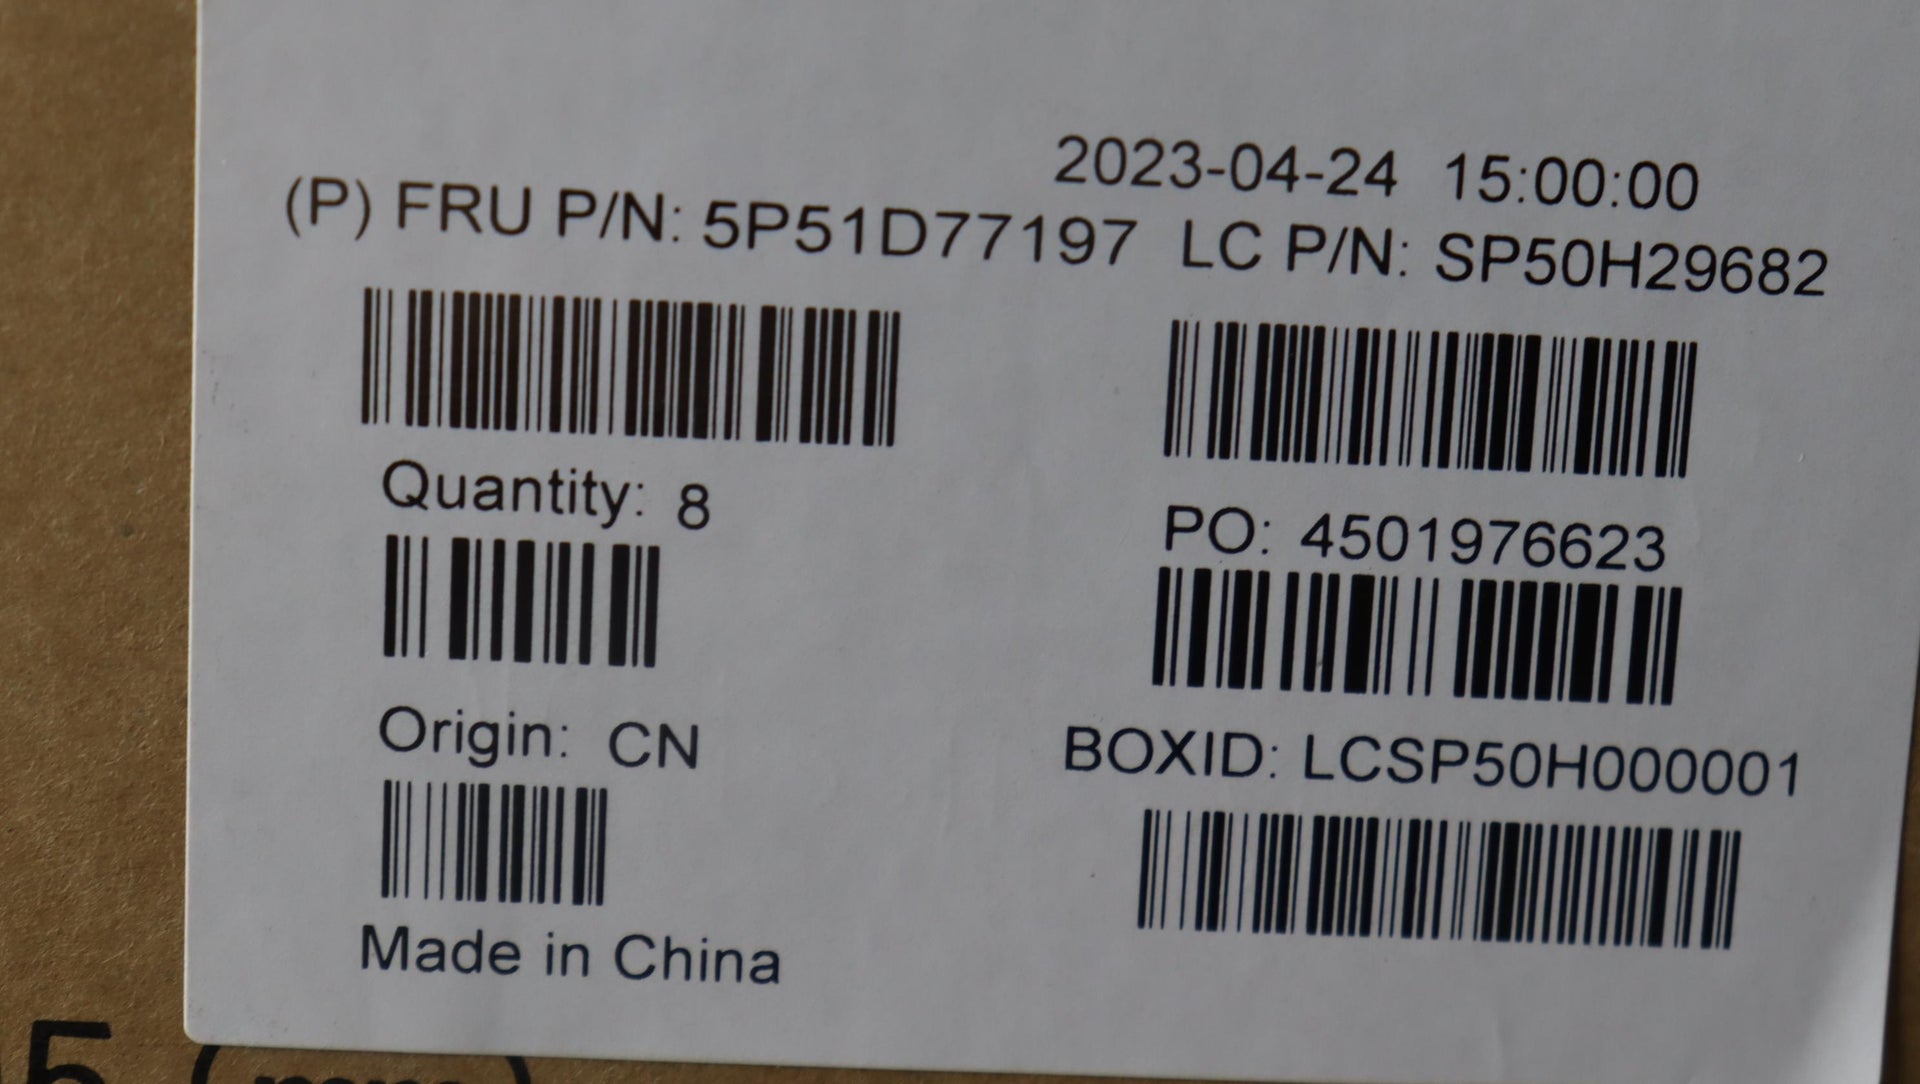 2023-04-24 15:00:00
(P) FRU P/N: 5P51D77197 LC P/N: SP50H29682
Quantity: 8
PO: 4501976623
Origin: CN
BOXID: LCSP50H000001
Made in China
5